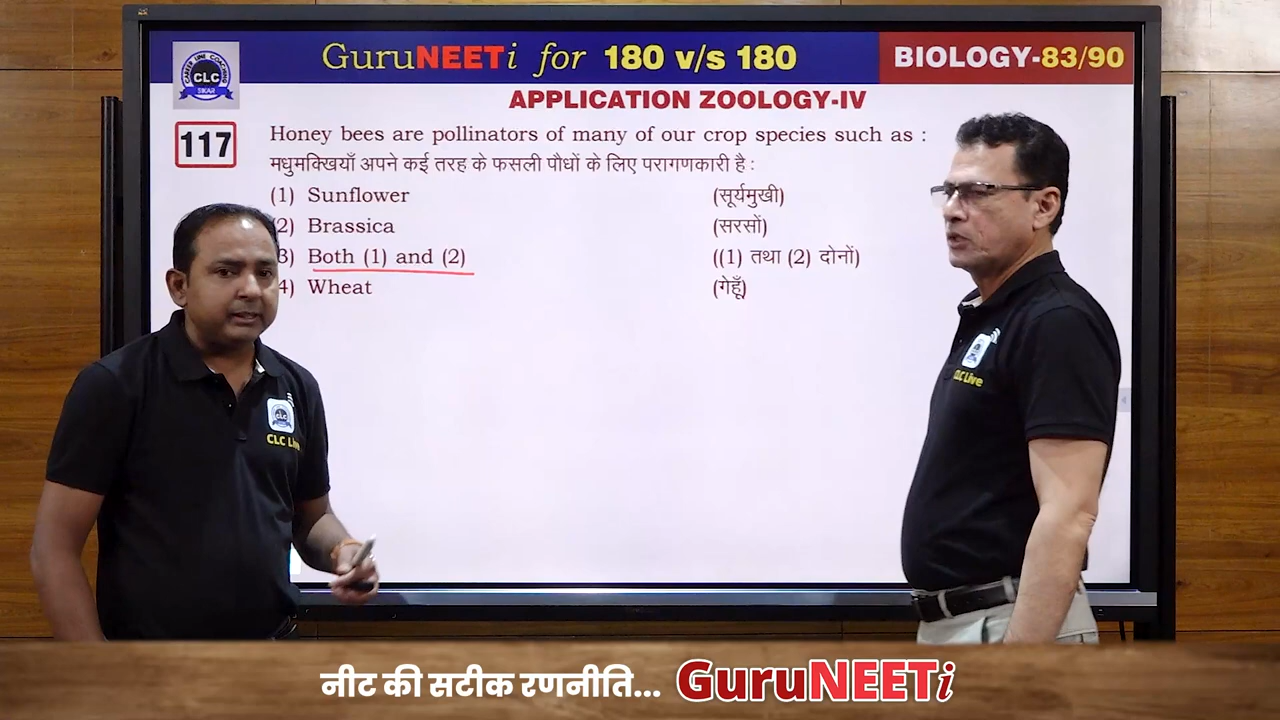 GuruNEETi for 180 v/s 180
BIOLOGY-83/90
CLC
SIKAR
APPLICATION ZOOLOGY-IV
117
Honey bees are pollinators of many of our crop species such as :
मधुमक्खियाँ अपने कई तरह के फसली पौधों के लिए परागणकारी है :
(1) Sunflower (सूर्यमुखी)
2) Brassica (सरसों)
3) Both (1) and (2) ((1) तथा (2) दोनों)
4) Wheat (गेहूँ)
CLC
CLC Live
CLC Live
नीट की सटीक रणनीति... GuruNEETi